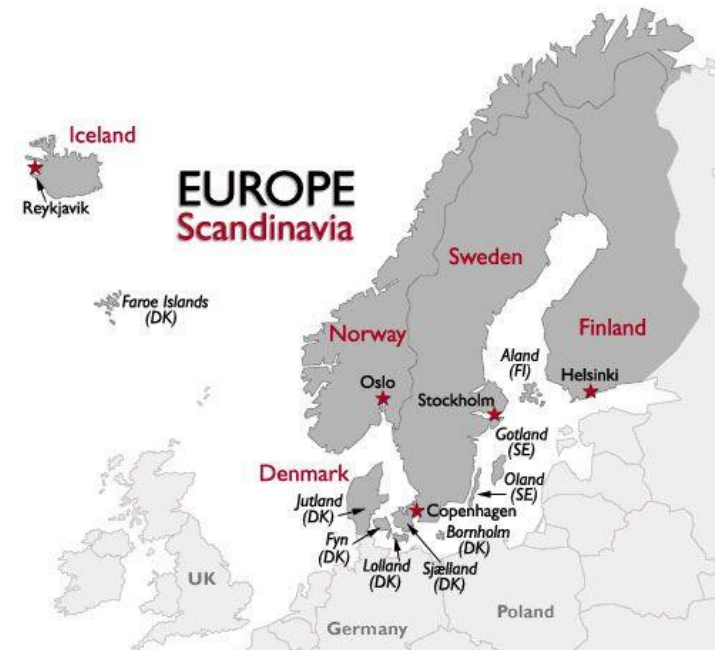 Iceland
Reykjavik
EUROPE
Scandinavia
Faroe Islands
(DK)
Sweden
Norway
Finland
Oslo
Stockholm
Aland
(FI)
Helsinki
Gotland
(SE)
Oland
(SE)
Denmark
Jutland
(DK)
Copenhagen
Fyn
(DK)
Lolland
(DK)
Sjælland
(DK)
Bornholm
(DK)
UK
Germany
Poland